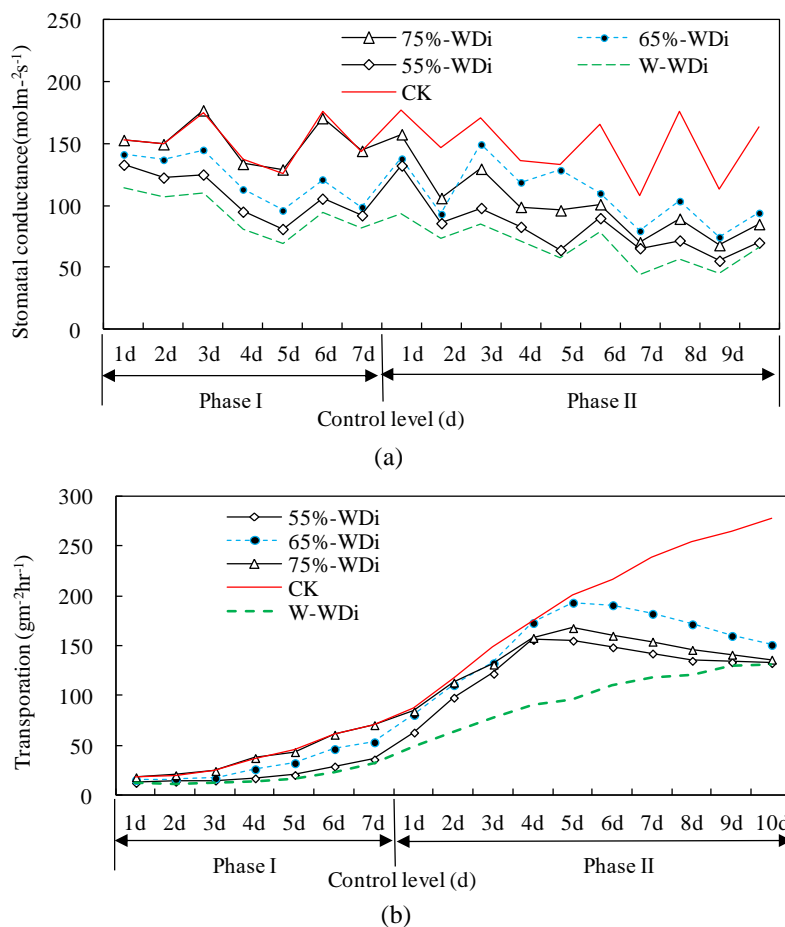 250
200
150
100
50
0
Stomatal conductance(molm-²s⁻¹)
75%-WDi
65%-WDi
55%-WDi
W-WDi
CK
1d 2d 3d 4d 5d 6d 7d 1d 2d 3d 4d 5d 6d 7d 8d 9d
Phase I Phase II
Control level (d)
(a)
300
250
200
150
100
50
0
Transporation (gm⁻²hr⁻¹)
55%-WDi
65%-WDi
75%-WDi
CK
W-WDi
1d 2d 3d 4d 5d 6d 7d 1d 2d 3d 4d 5d 6d 7d 8d 9d 10d
Phase I Phase II
Control level (d)
(b)